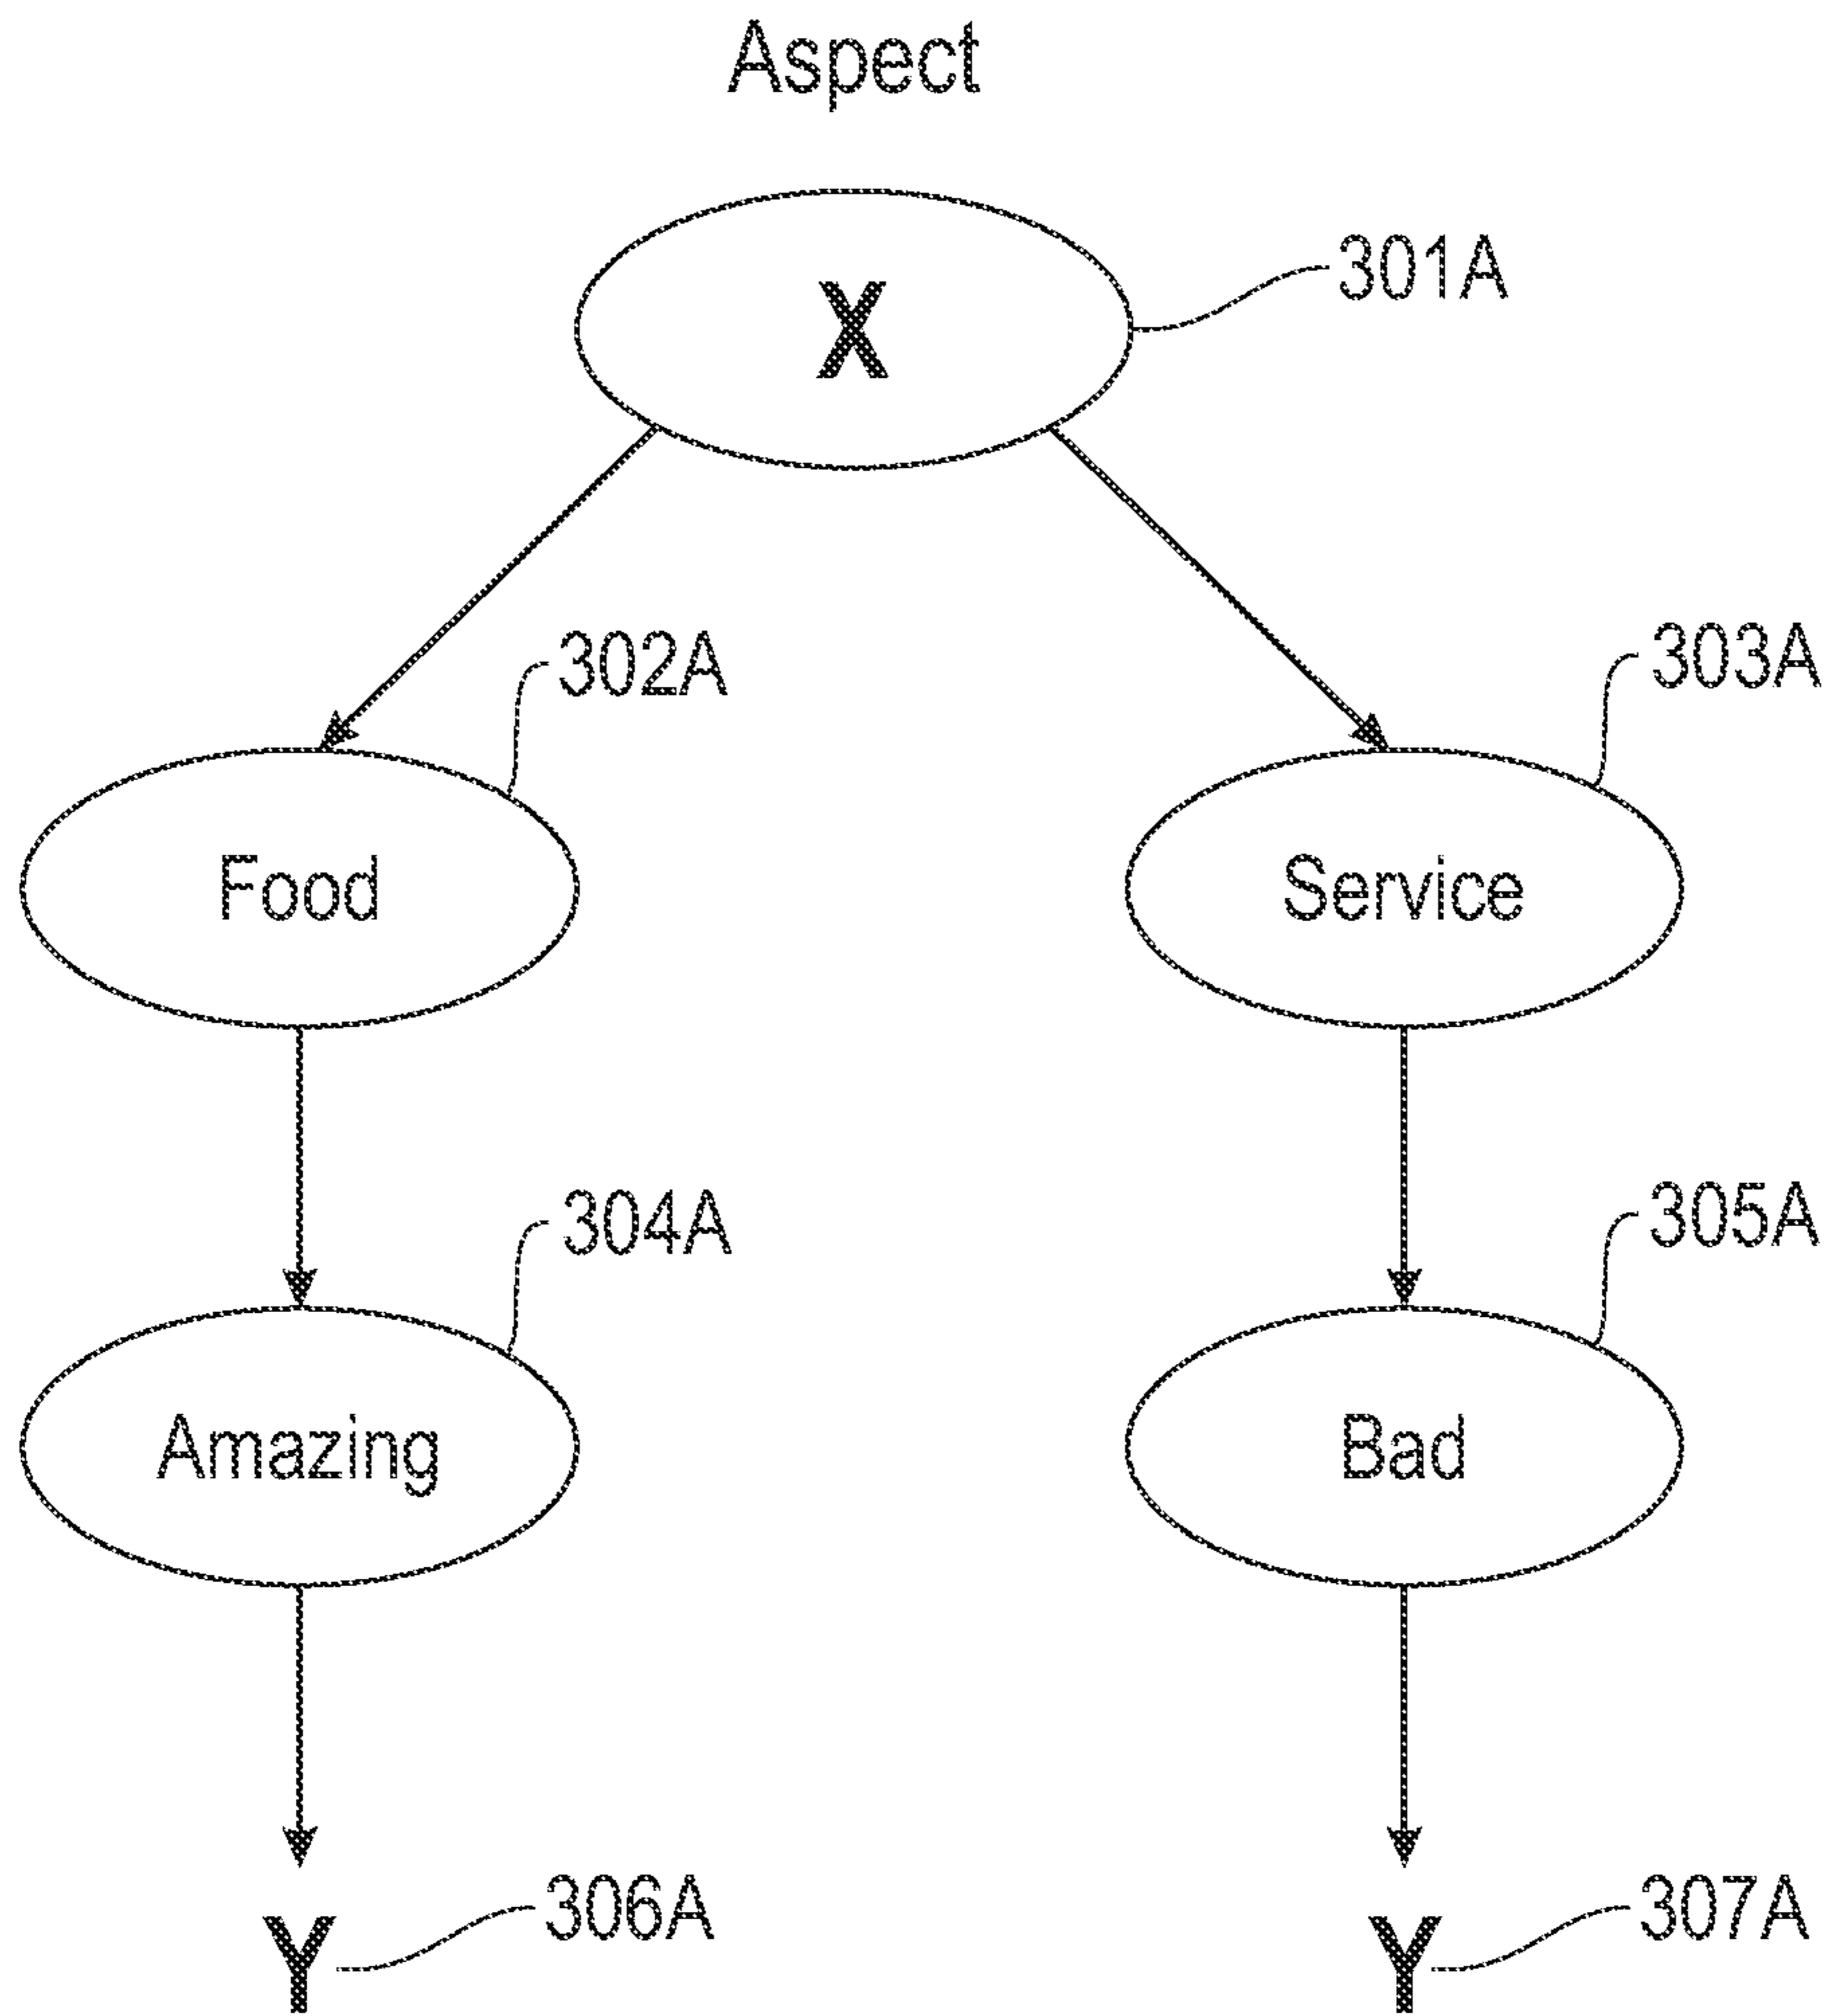 Aspect
X
301A
302A
303A
Food
Service
304A
305A
Amazing
Bad
306A
307A
Y
Y